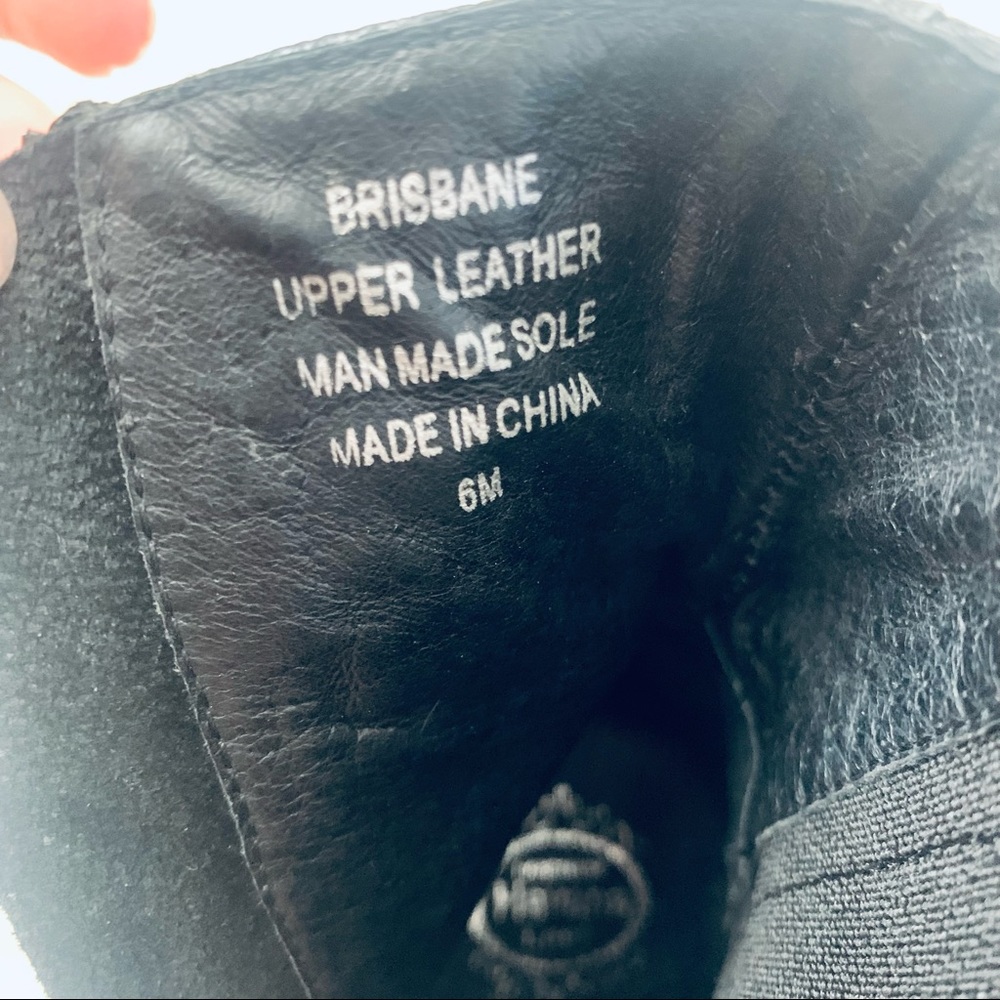 BRISBANE
UPPER LEATHER
MAN MADE SOLE
MADE IN CHINA
6M